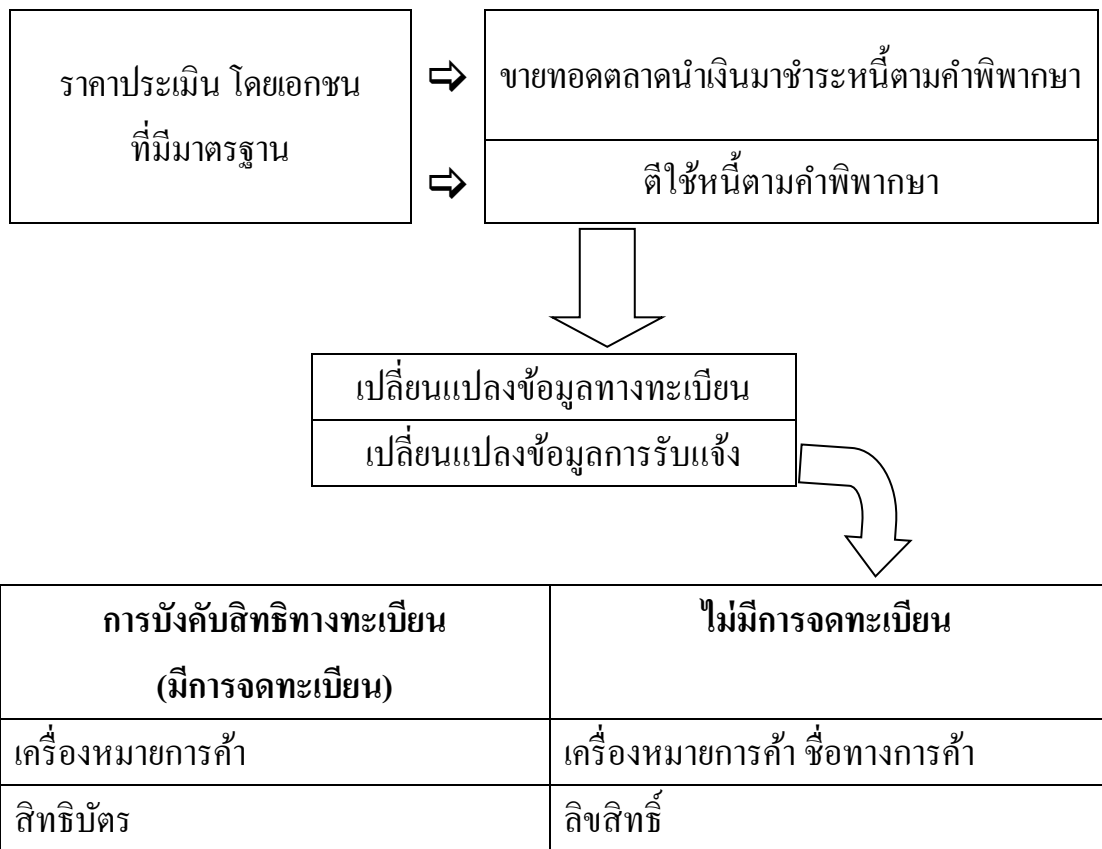 ราคาประเมิน โดยเอกชน
ที่มีมาตรฐาน
ขายทอดตลาดนำเงินมาชำระหนี้ตามคำพิพากษา
ตีใช้หนี้ตามคำพิพากษา
เปลี่ยนแปลงข้อมูลทางทะเบียน
เปลี่ยนแปลงข้อมูลการรับแจ้ง
การบังคับสิทธิทางทะเบียน
(มีการจดทะเบียน)
ไม่มีการจดทะเบียน
เครื่องหมายการค้า
เครื่องหมายการค้า ชื่อทางการค้า
สิทธิบัตร
ลิขสิทธิ์